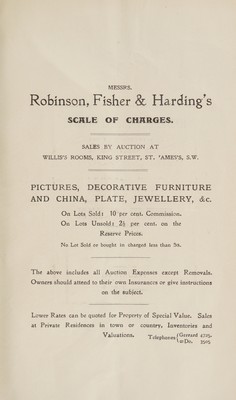 MESSRS.
Robinson, Fisher & Harding's
SCALE OF CHARGES.
SALES BY AUCTION AT
WILLIS'S ROOMS, KING STREET, ST. JAMES'S, S.W.
PICTURES, DECORATIVE FURNITURE
AND CHINA, PLATE, JEWELLERY, &c.
On Lots Sold: 10 per cent. Commission.
On Lots Unsold: 2½ per cent. on the
Reserve Prices.
No Lot Sold or bought in charged less than 5s.
The above includes all Auction Expenses except Removals.
Owners should attend to their own Insurances or give instructions
on the subject.
Lower Rates can be quoted for Property of Special Value. Sales
at Private Residences in town or country, Inventories and
Valuations.
Telephones { Gerrard